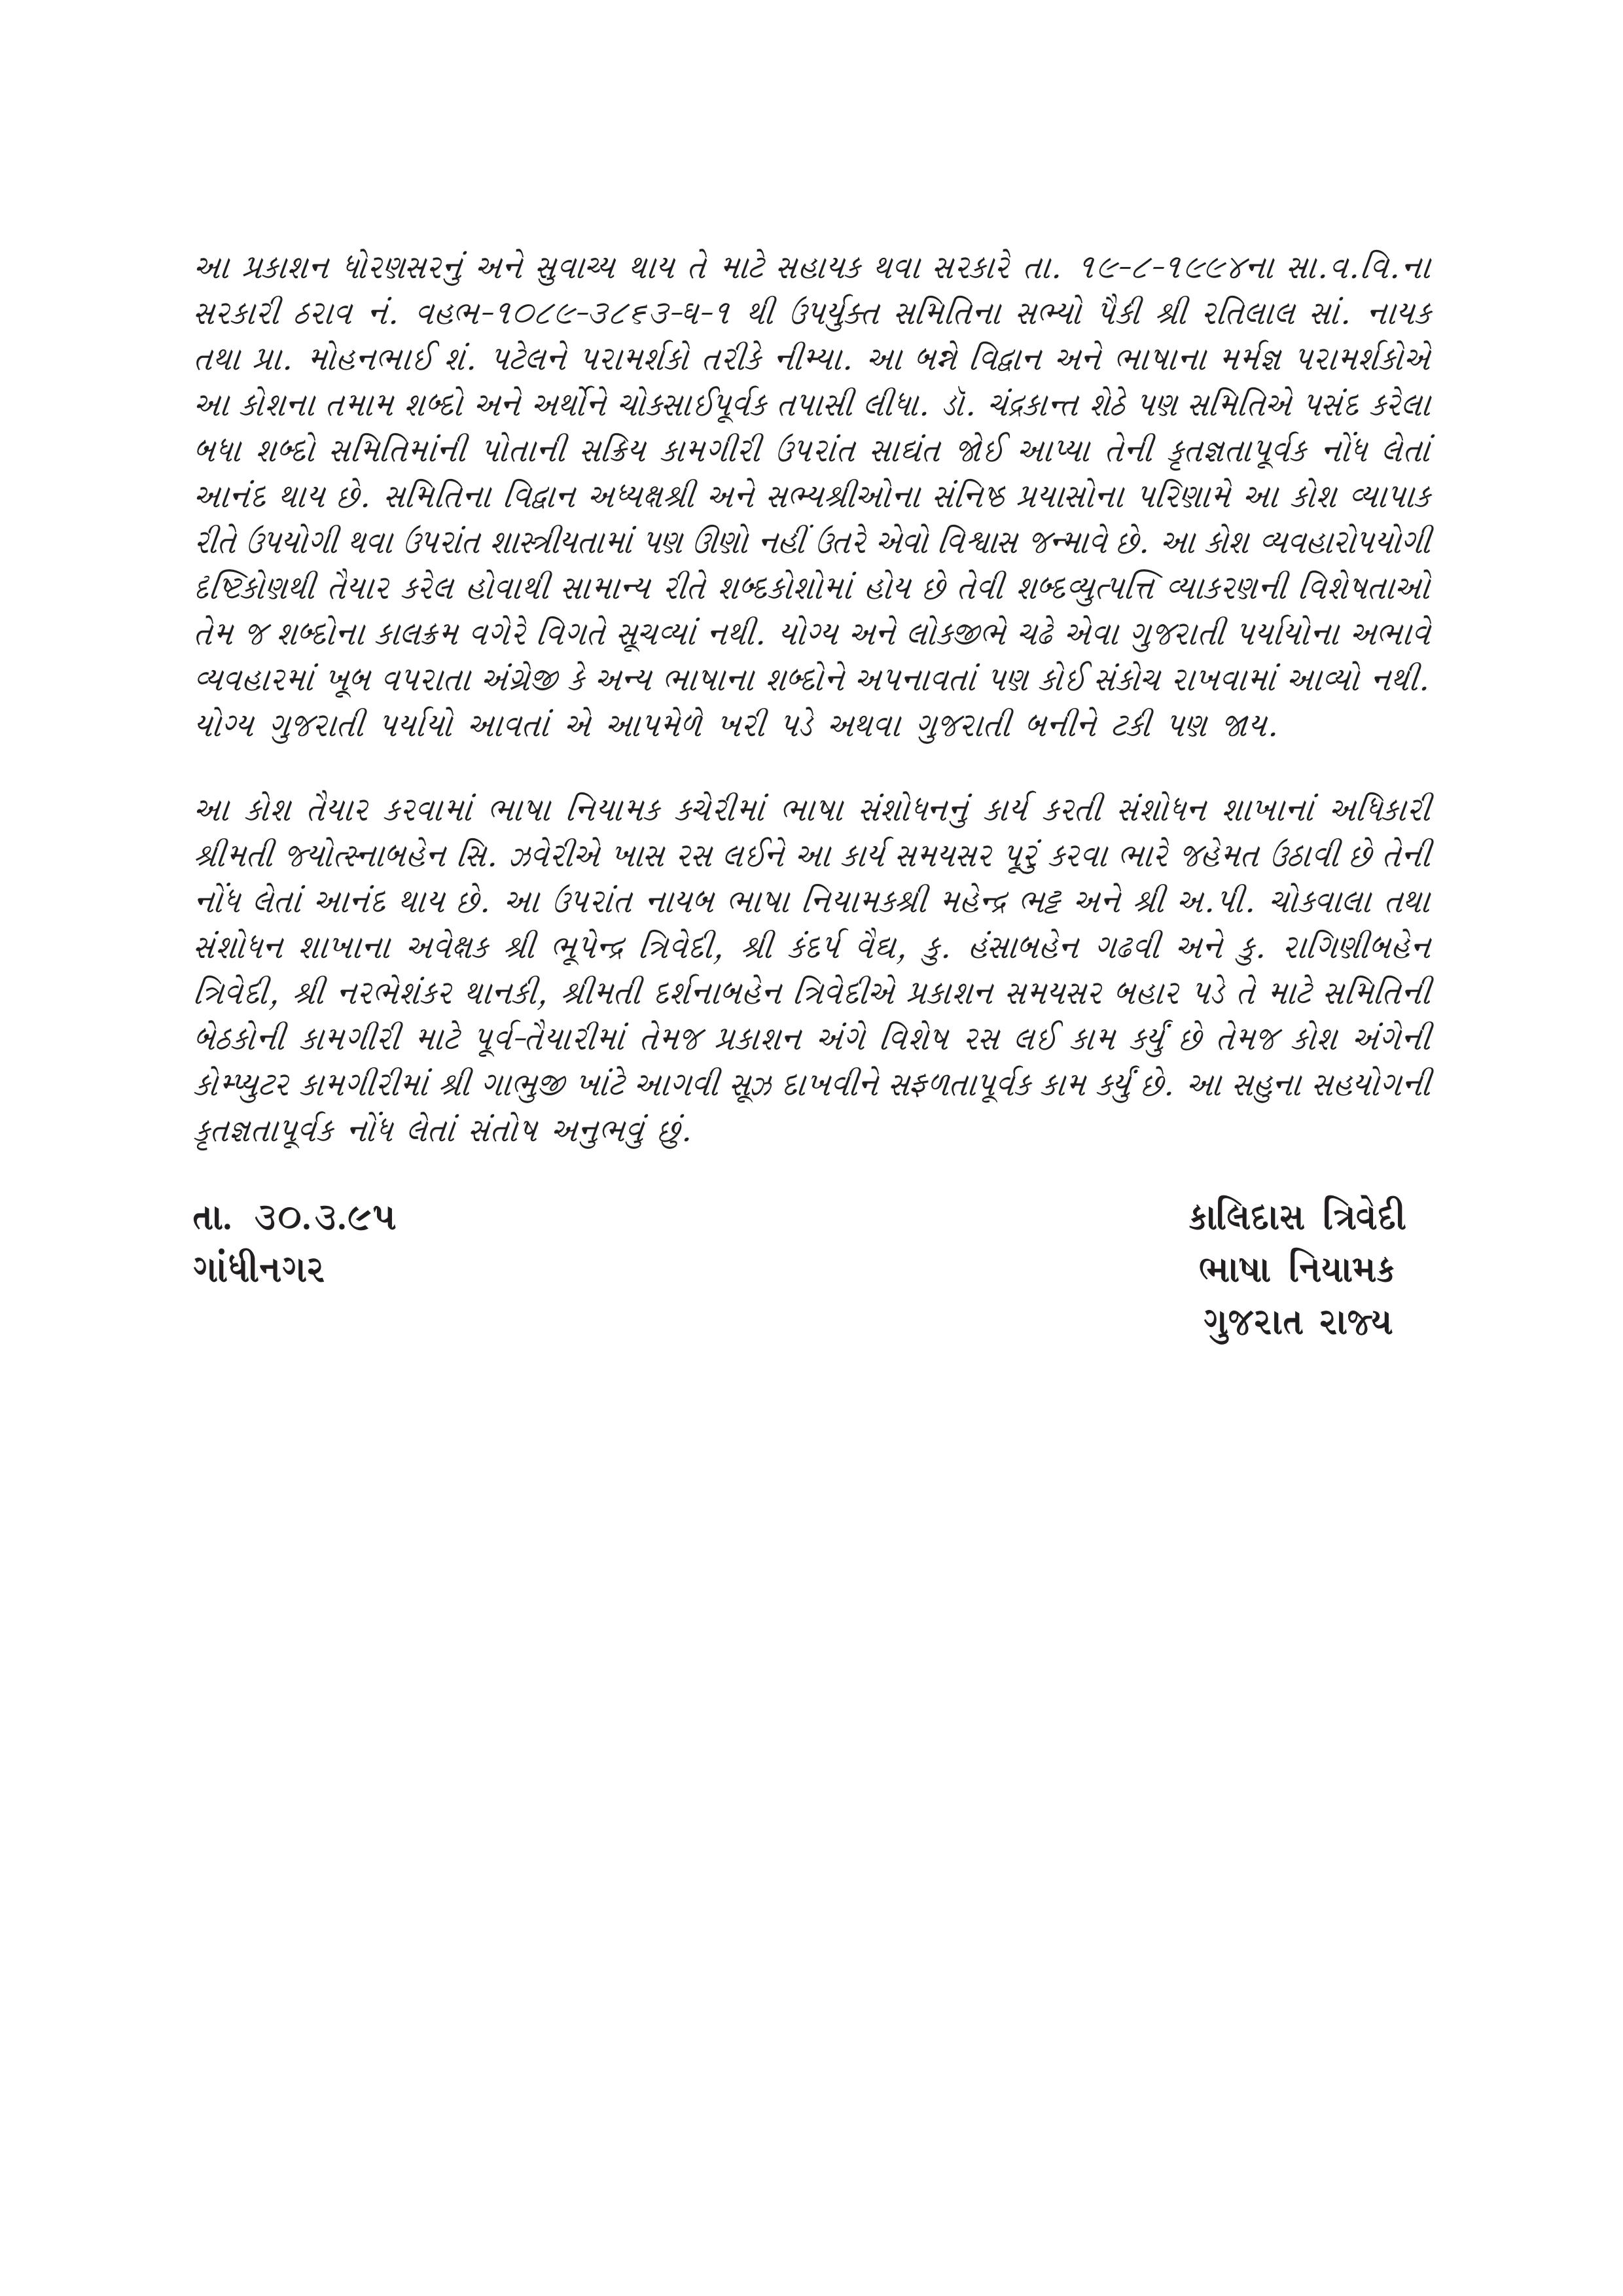 આ પ્રકાશન ધોરણસરનું અને સુવાચ્ય થાય તે માટે સહાયક થવા સરકારે તા. ૧૯-૮-૧૯૯૪ના સા.વ.વિ.ના
સરકારી ઠરાવ નં. વહભ-૧૦૮૯-૩૮૬૩-ઘ-૧ થી ઉપર્યુક્ત સમિતિના સભ્યો પૈકી શ્રી રતિલાલ સાં. નાયક
તથા પ્રા. મોહનભાઈ શં. પટેલને પરામર્શકો તરીકે નીમ્યા. આ બન્ને વિદ્વાન અને ભાષાના મર્મજ્ઞ પરામર્શકોએ
આ કોશના તમામ શબ્દો અને અર્થોને ચોકસાઈપૂર્વક તપાસી લીધા. ડૉ. ચંદ્રકાન્ત શેઠે પણ સમિતિએ પસંદ કરેલા
બધા શબ્દો સમિતિમાંની પોતાની સક્રિય કામગીરી ઉપરાંત સાદ્યંત જોઈ આપ્યા તેની કૃતજ્ઞતાપૂર્વક નોંધ લેતાં
આનંદ થાય છે. સમિતિના વિદ્વાન અધ્યક્ષશ્રી અને સભ્યશ્રીઓના સંનિષ્ઠ પ્રયાસોના પરિણામે આ કોશ વ્યાપાક
રીતે ઉપયોગી થવા ઉપરાંત શાસ્ત્રીયતામાં પણ ઊણો નહીં ઉતરે એવો વિશ્વાસ જન્માવે છે. આ કોશ વ્યવહારોપયોગી
દૃષ્ટિકોણથી તૈયાર કરેલ હોવાથી સામાન્ય રીતે શબ્દકોશોમાં હોય છે તેવી શબ્દવ્યુત્પત્તિ વ્યાકરણની વિશેષતાઓ
તેમ જ શબ્દોના કાલક્રમ વગેરે વિગતે સૂચવ્યાં નથી. યોગ્ય અને લોકજીભે ચઢે એવા ગુજરાતી પર્યાયોના અભાવે
વ્યવહારમાં ખૂબ વપરાતા અંગ્રેજી કે અન્ય ભાષાના શબ્દોને અપનાવતાં પણ કોઈ સંકોચ રાખવામાં આવ્યો નથી.
યોગ્ય ગુજરાતી પર્યાયો આવતાં એ આપમેળે ખરી પડે અથવા ગુજરાતી બનીને ટકી પણ જાય.
આ કોશ તૈયાર કરવામાં ભાષા નિયામક કચેરીમાં ભાષા સંશોધનનું કાર્ય કરતી સંશોધન શાખાનાં અધિકારી
શ્રીમતી જ્યોત્સ્નાબહેન સિ. ઝવેરીએ ખાસ રસ લઈને આ કાર્ય સમયસર પૂરું કરવા ભારે જહેમત ઉઠાવી છે તેની
નોંધ લેતાં આનંદ થાય છે. આ ઉપરાંત નાયબ ભાષા નિયામકશ્રી મહેન્દ્ર ભટ્ટ અને શ્રી અ.પી. ચોકવાલા તથા
સંશોધન શાખાના અવેક્ષક શ્રી ભૂપેન્દ્ર ત્રિવેદી, શ્રી કંદર્પ વૈદ્ય, કુ. હંસાબહેન ગઢવી અને કુ. રાગિણીબહેન
ત્રિવેદી, શ્રી નરભેશંકર થાનકી, શ્રીમતી દર્શનાબહેન ત્રિવેદીએ પ્રકાશન સમયસર બહાર પડે તે માટે સમિતિની
બેઠકોની કામગીરી માટે પૂર્વ-તૈયારીમાં તેમજ પ્રકાશન અંગે વિશેષ રસ લઈ કામ કર્યું છે તેમજ કોશ અંગેની
કોમ્પ્યુટર કામગીરીમાં શ્રી ગાભુજી ખાંટે આગવી સૂઝ દાખવીને સફળતાપૂર્વક કામ કર્યું છે. આ સહુના સહયોગની
કૃતજ્ઞતાપૂર્વક નોંધ લેતાં સંતોષ અનુભવું છું.
તા. ૩૦.૩.૯૫
ગાંધીનગર
કાલિદાસ ત્રિવેદી
ભાષા નિયામક
ગુજરાત રાજ્ય